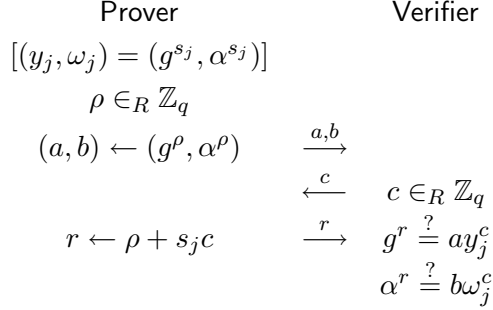 Prover Verifier
[(y_j, ω_j) = (g^{s_j}, α^{s_j})]
ρ ∈_R ℤ_q
(a, b) ← (g^ρ, α^ρ) a,b ⟶
c ⟵ c ∈_R ℤ_q
r ← ρ + s_j c r ⟶ g^r ≟ a y_j^c
α^r ≟ b ω_j^c